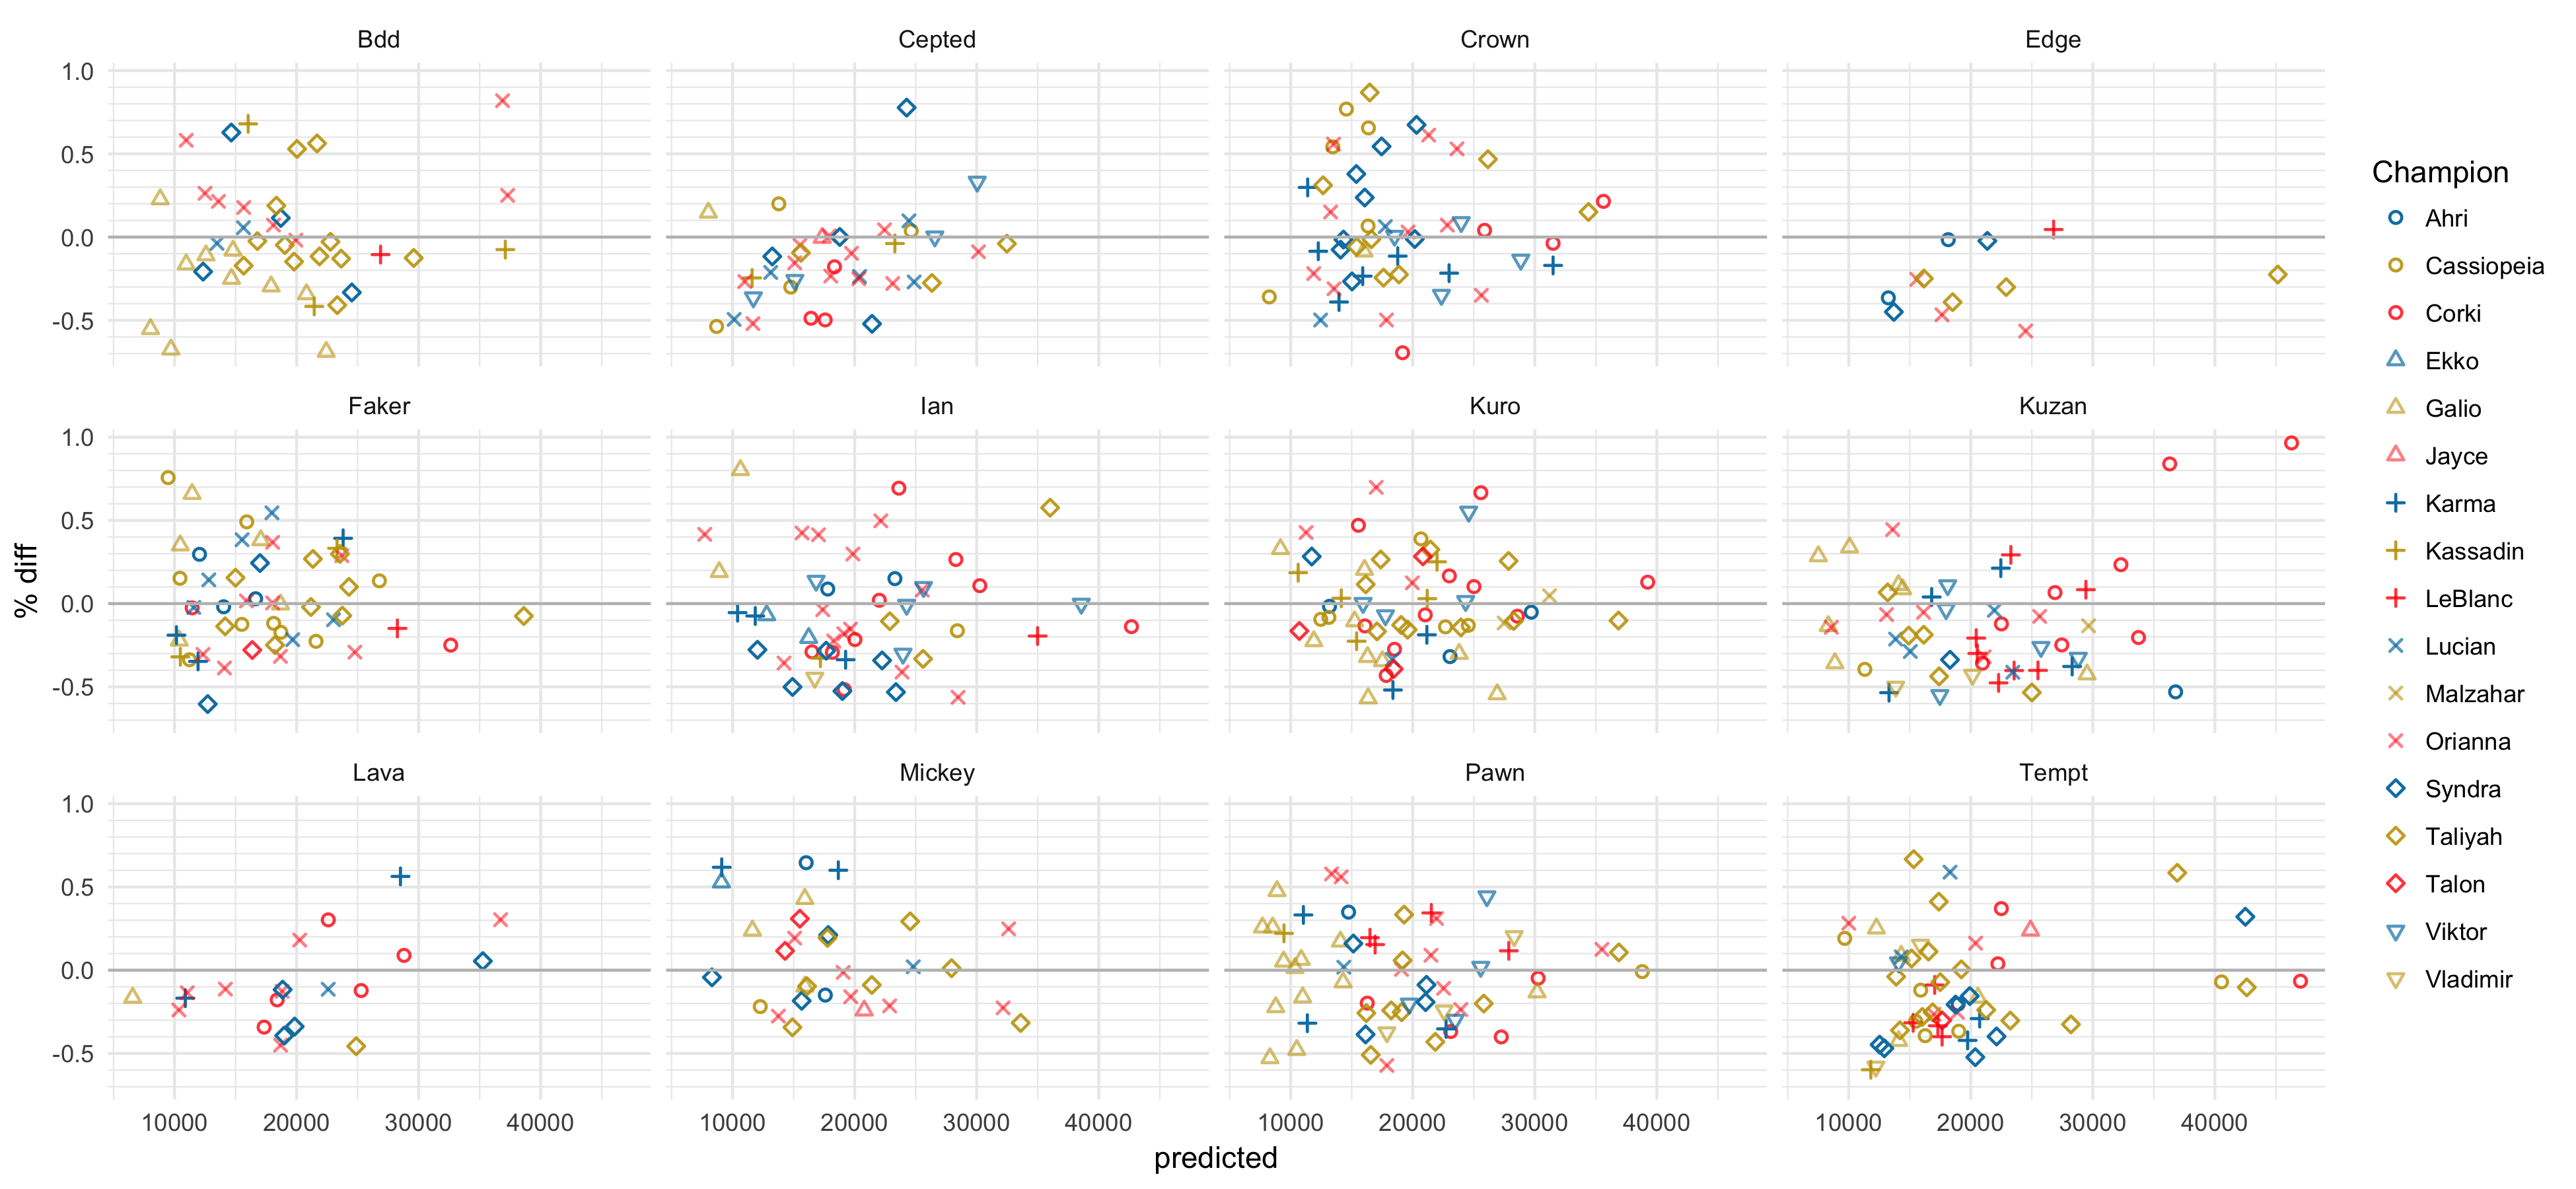 Bdd Cepted Crown Edge
1.0
0.5
0.0
-0.5
Faker Ian Kuro Kuzan
1.0
0.5
0.0
-0.5
Lava Mickey Pawn Tempt
1.0
0.5
0.0
-0.5
10000 20000 30000 40000 10000 20000 30000 40000 10000 20000 30000 40000 10000 20000 30000 40000
predicted
% diff
Champion
Ahri
Cassiopeia
Corki
Ekko
Galio
Jayce
Karma
Kassadin
LeBlanc
Lucian
Malzahar
Orianna
Syndra
Taliyah
Talon
Viktor
Vladimir